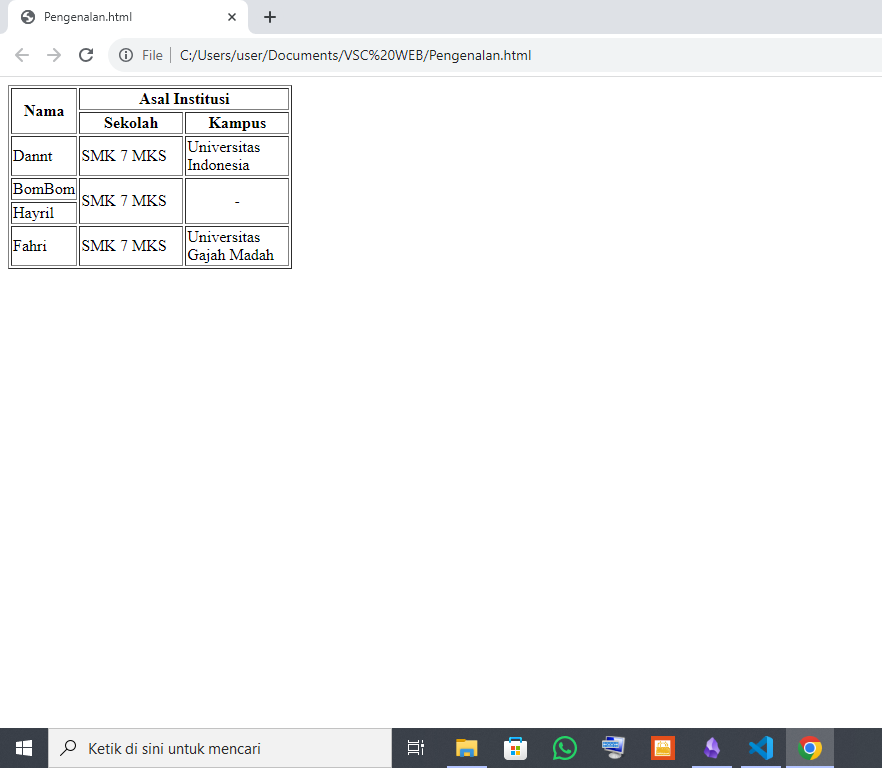 Pengenalan.html
File
C:/Users/user/Documents/VSC%20WEB/Pengenalan.html
Nama
Asal Institusi
Sekolah
Kampus
Dannt
SMK 7 MKS
Universitas
Indonesia
BomBom
Hayril
SMK 7 MKS
-
Fahri
SMK 7 MKS
Universitas
Gajah Madah
Ketik di sini untuk mencari